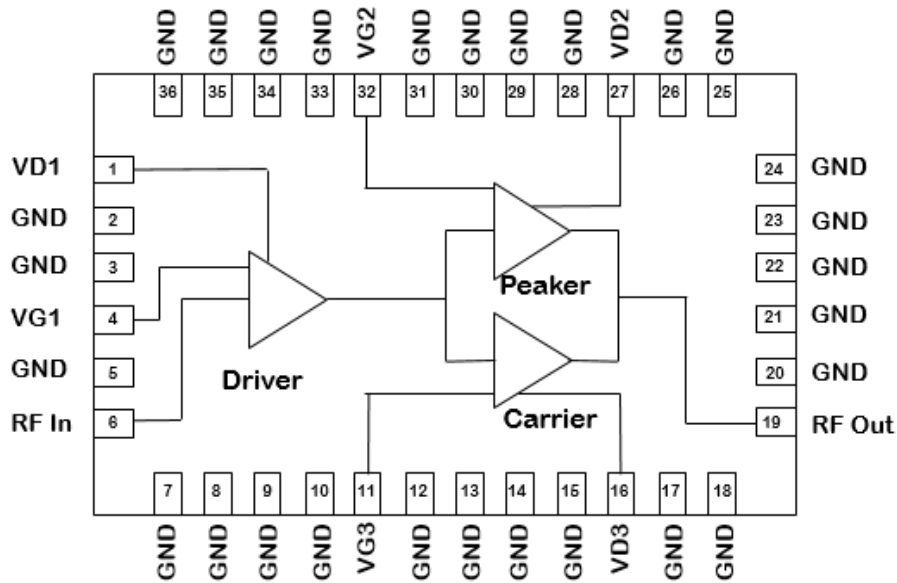 GND GND GND GND VG2 GND GND GND GND VD2 GND GND
36 35 34 33 32 31 30 29 28 27 26 25
VD1 1 24 GND
GND 2 23 GND
GND 3 22 GND
VG1 4 21 GND
GND 5 20 GND
RF In 6 19 RF Out
Peaker
Driver
Carrier
7 8 9 10 11 12 13 14 15 16 17 18
GND GND GND GND VG3 GND GND GND GND VD3 GND GND